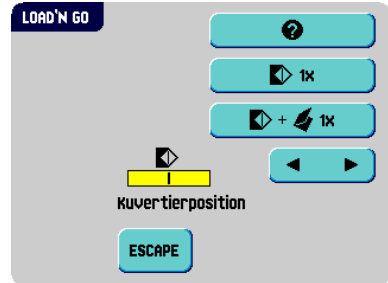 LOAD'N GO
?
1x
+ 1x
Kuvertierposition
ESCAPE